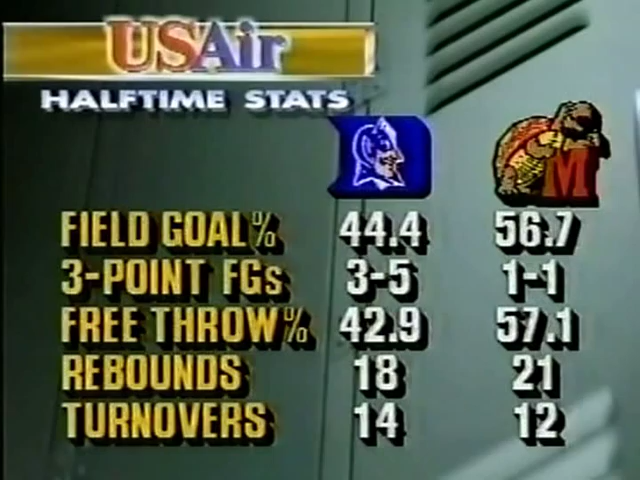 USAir
HALFTIME STATS
M
FIELD GOAL% 44.4 56.7
3-POINT FGs 3-5 1-1
FREE THROW% 42.9 57.1
REBOUNDS 18 21
TURNOVERS 14 12